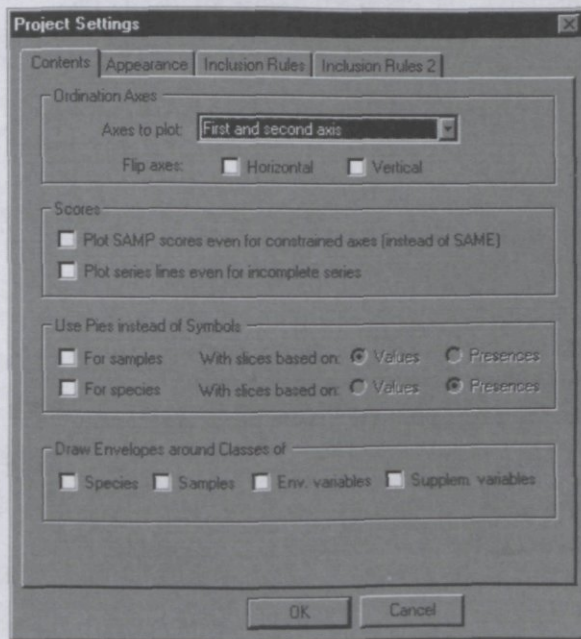 Project Settings
Contents Appearance Inclusion Rules Inclusion Rules 2
Ordination Axes
Axes to plot: First and second axis
Flip axes: Horizontal Vertical
Scores
Plot SAMP scores even for constrained axes (instead of SAME)
Plot series lines even for incomplete series
Use Pies instead of Symbols
For samples With slices based on: Values Presences
For species With slices based on: Values Presences
Draw Envelopes around Classes of
Species Samples Env. variables Supplem. variables
OK Cancel